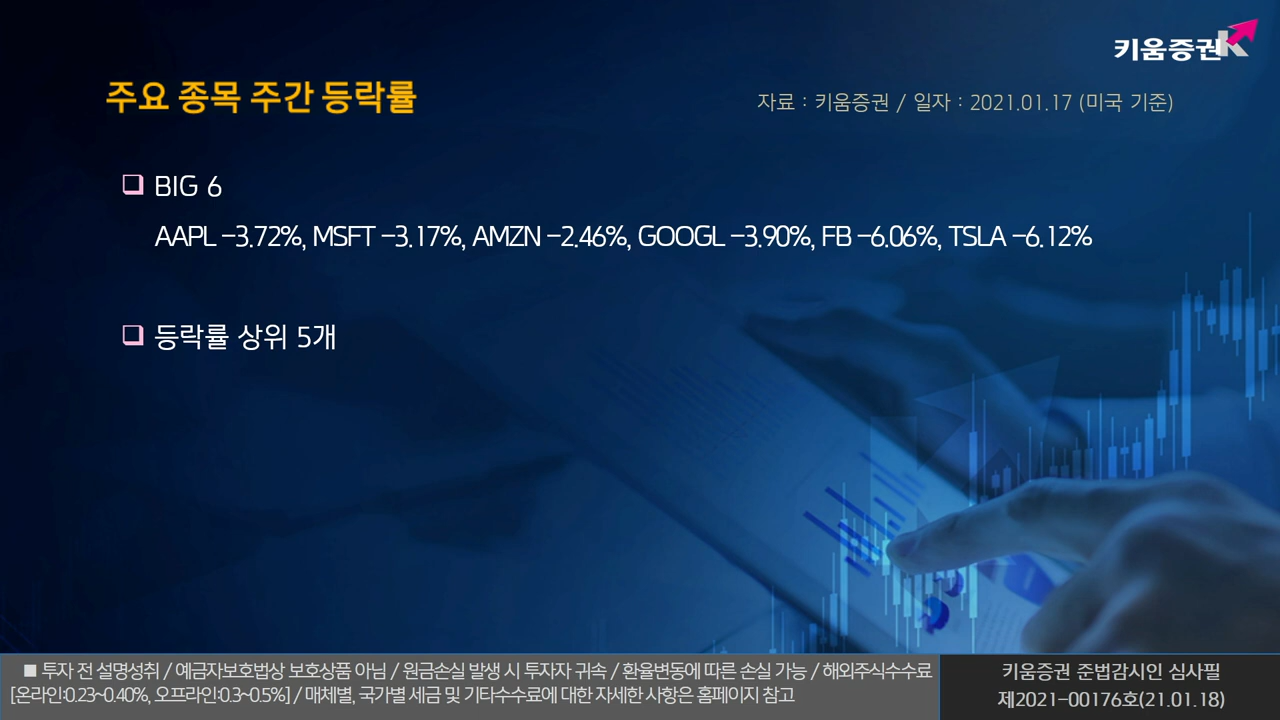 키움증권
주요 종목 주간 등락률
자료 : 키움증권 / 일자 : 2021.01.17 (미국 기준)
❑ BIG 6
AAPL -3.72%, MSFT -3.17%, AMZN -2.46%, GOOGL -3.90%, FB -6.06%, TSLA -6.12%
❑ 등락률 상위 5개
■ 투자 전 설명성취 / 예금자보호법상 보호상품 아님 / 원금손실 발생 시 투자자 귀속 / 환율변동에 따른 손실 가능 / 해외주식수수료
[온라인:0.23~0.40%, 오프라인:0.3~0.5%] / 매체별, 국가별 세금 및 기타수수료에 대한 자세한 사항은 홈페이지 참고
키움증권 준법감시인 심사필
제2021-00176호(21.01.18)